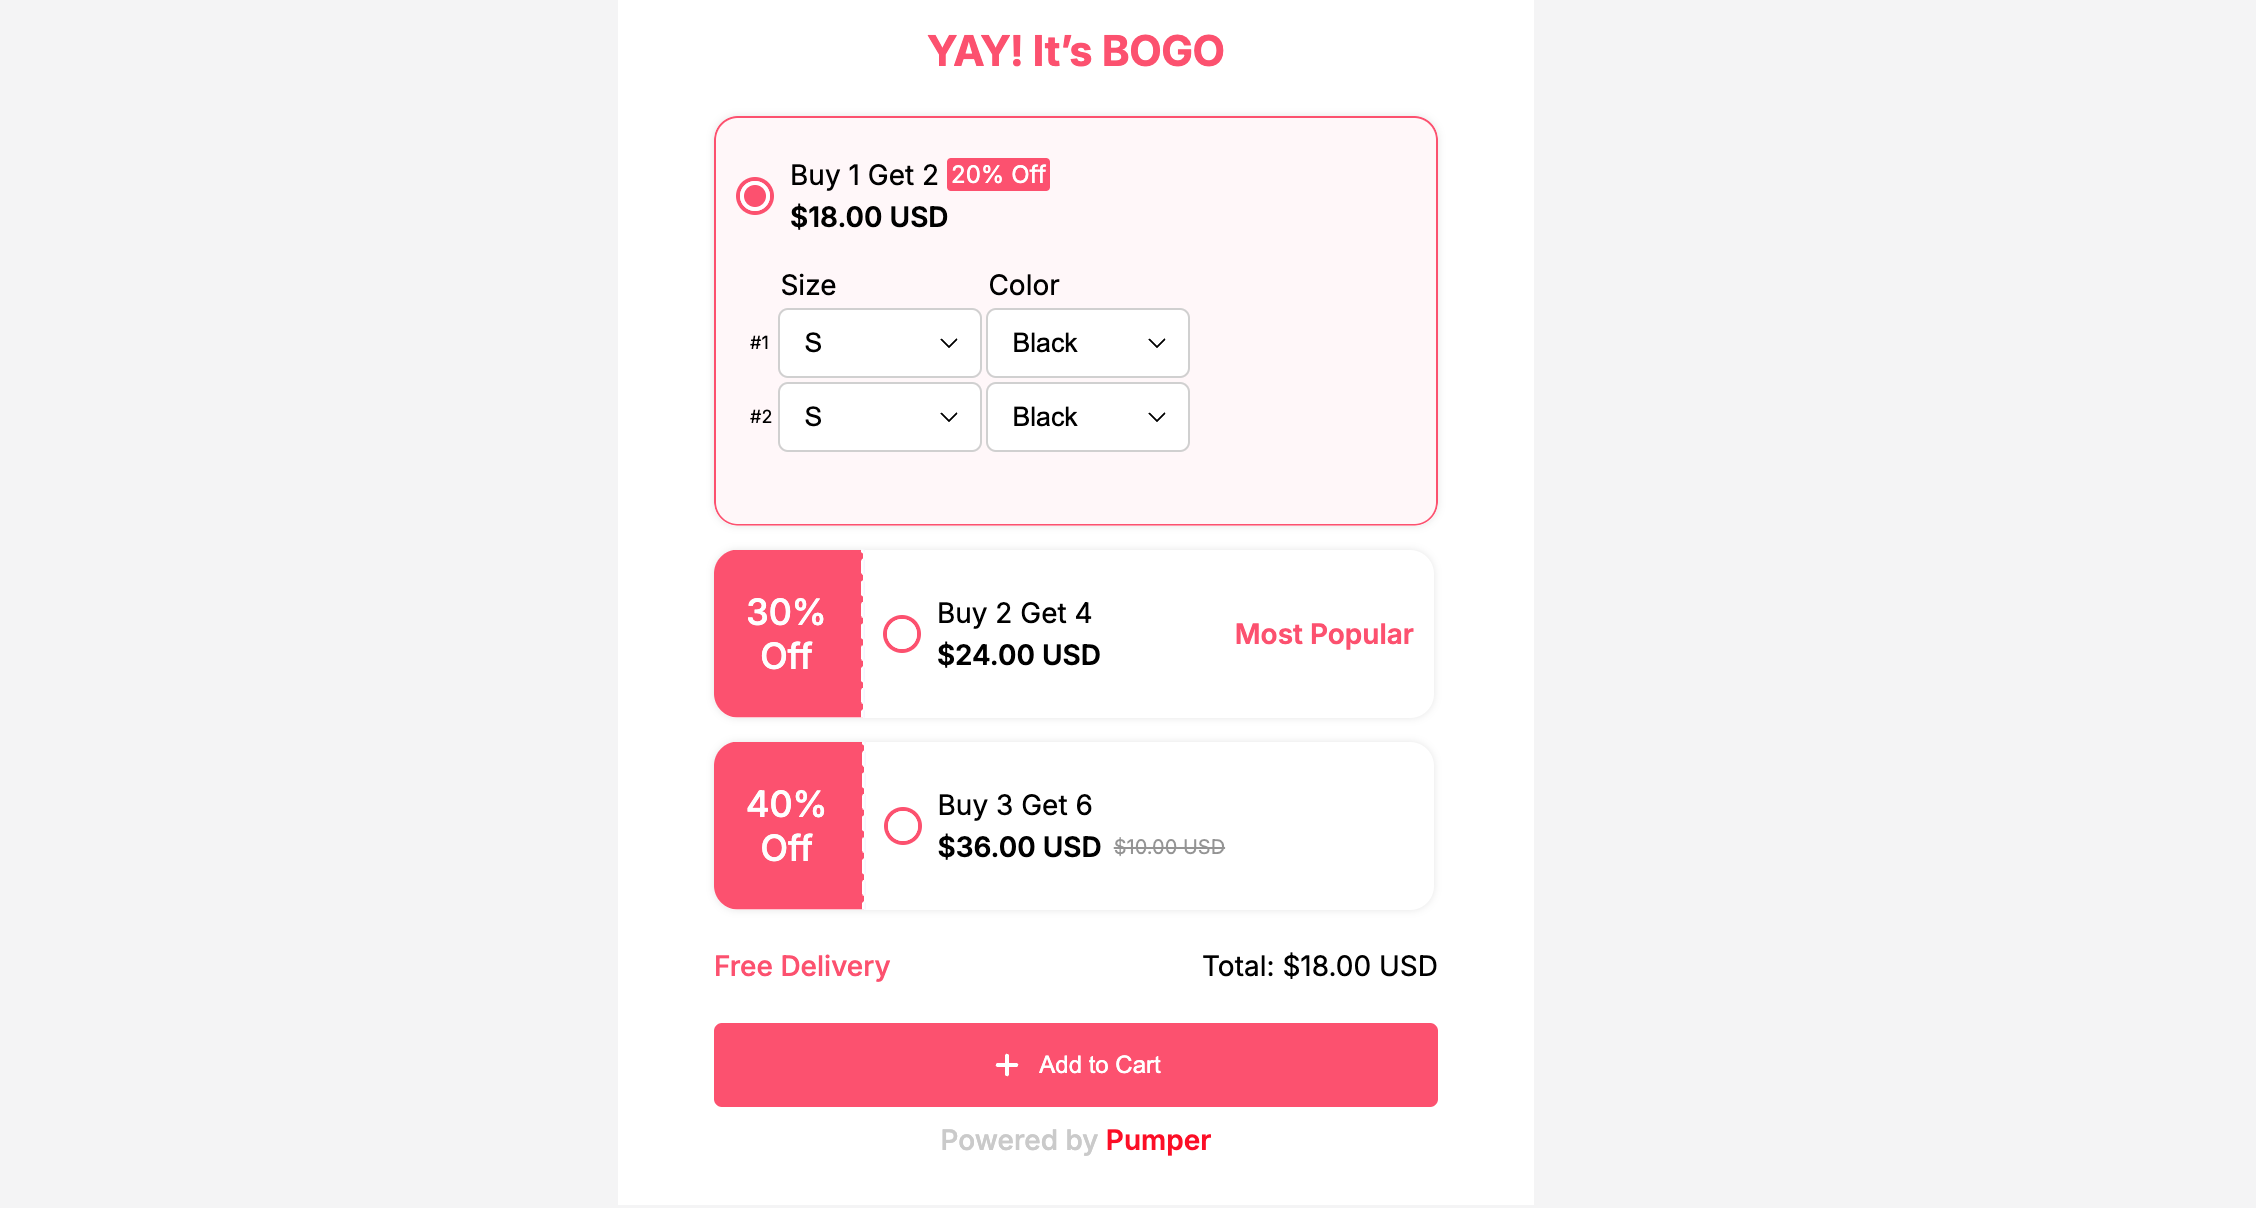 YAY! It’s BOGO
Buy 1 Get 2 20% Off
$18.00 USD
Size Color
#1 S Black
#2 S Black
30%
Off
Buy 2 Get 4
$24.00 USD
Most Popular
40%
Off
Buy 3 Get 6
$36.00 USD $10.00 USD
Free Delivery Total: $18.00 USD
+ Add to Cart
Powered by Pumper